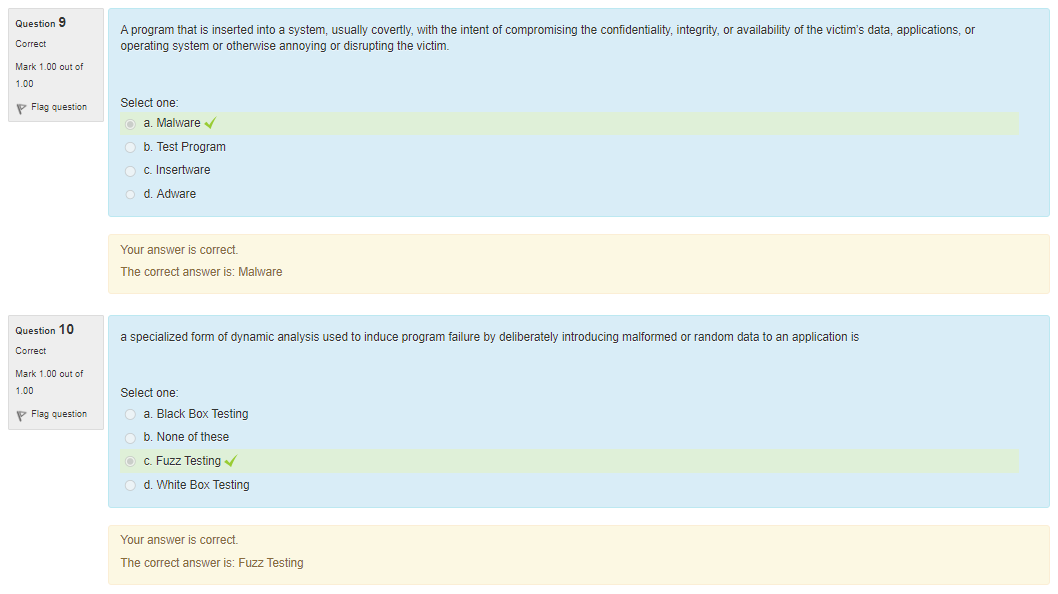 Question 9
Correct
Mark 1.00 out of
1.00
Flag question
A program that is inserted into a system, usually covertly, with the intent of compromising the confidentiality, integrity, or availability of the victim's data, applications, or
operating system or otherwise annoying or disrupting the victim.
Select one:
a. Malware
b. Test Program
c. Insertware
d. Adware
Your answer is correct.
The correct answer is: Malware
Question 10
Correct
Mark 1.00 out of
1.00
Flag question
a specialized form of dynamic analysis used to induce program failure by deliberately introducing malformed or random data to an application is
Select one:
a. Black Box Testing
b. None of these
c. Fuzz Testing
d. White Box Testing
Your answer is correct.
The correct answer is: Fuzz Testing